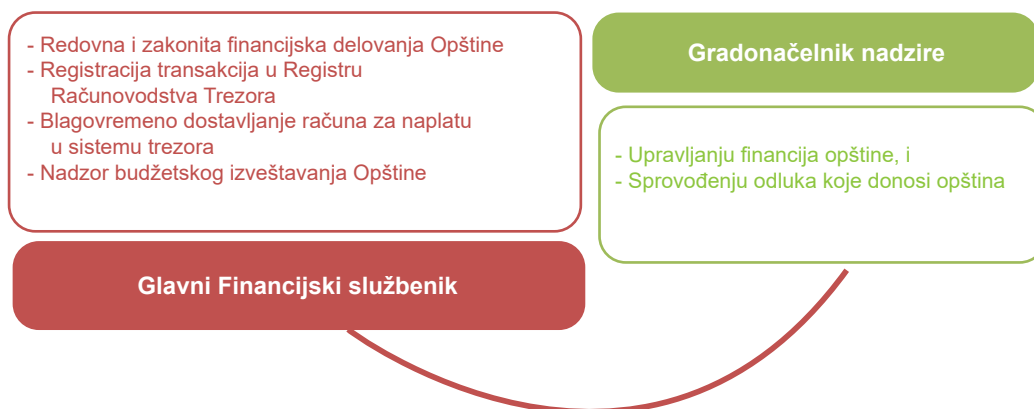 - Redovna i zakonita financijska delovanja Opštine
- Registracija transakcija u Registru
Računovodstva Trezora
- Blagovremeno dostavljanje računa za naplatu
u sistemu trezora
- Nadzor budžetskog izveštavanja Opštine
Glavni Financijski službenik
Gradonačelnik nadzire
- Upravljanju financija opštine, i
- Sprovođenju odluka koje donosi opština